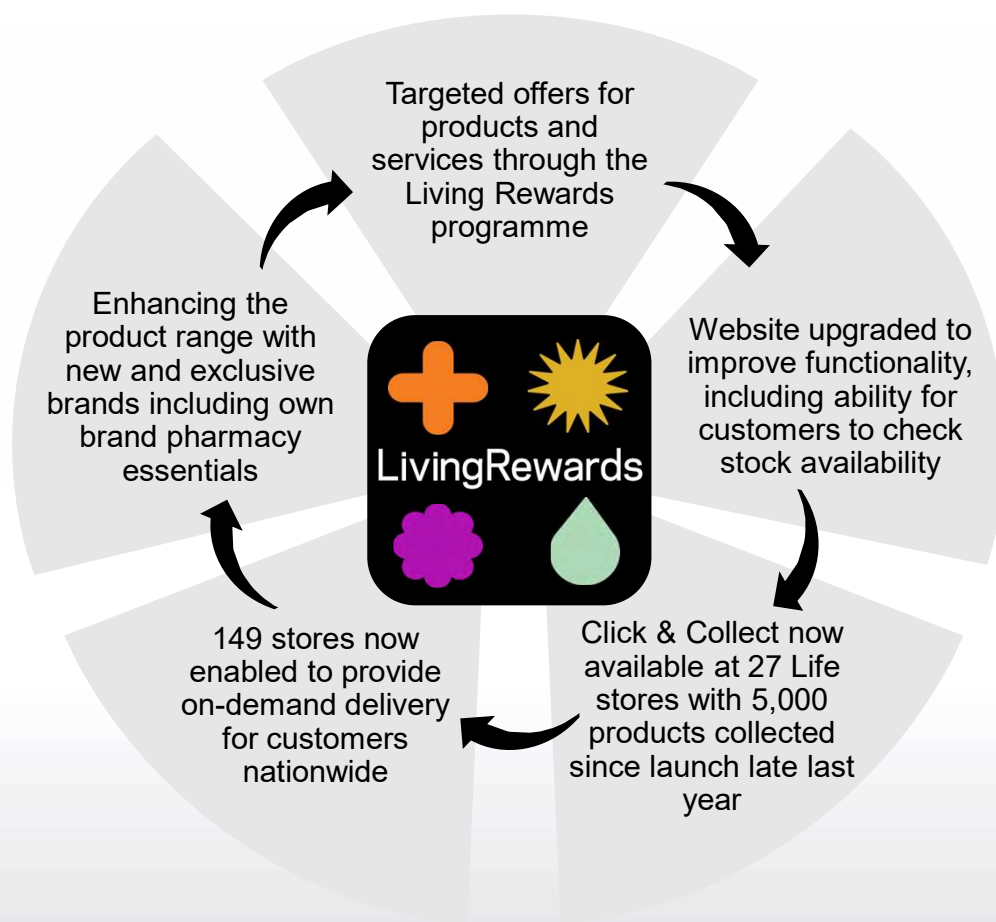 Targeted offers for
products and
services through the
Living Rewards
programme
Website upgraded to
improve functionality,
including ability for
customers to check
stock availability
Click & Collect now
available at 27 Life
stores with 5,000
products collected
since launch late last
year
149 stores now
enabled to provide
on-demand delivery
for customers
nationwide
Enhancing the
product range with
new and exclusive
brands including own
brand pharmacy
essentials
LivingRewards